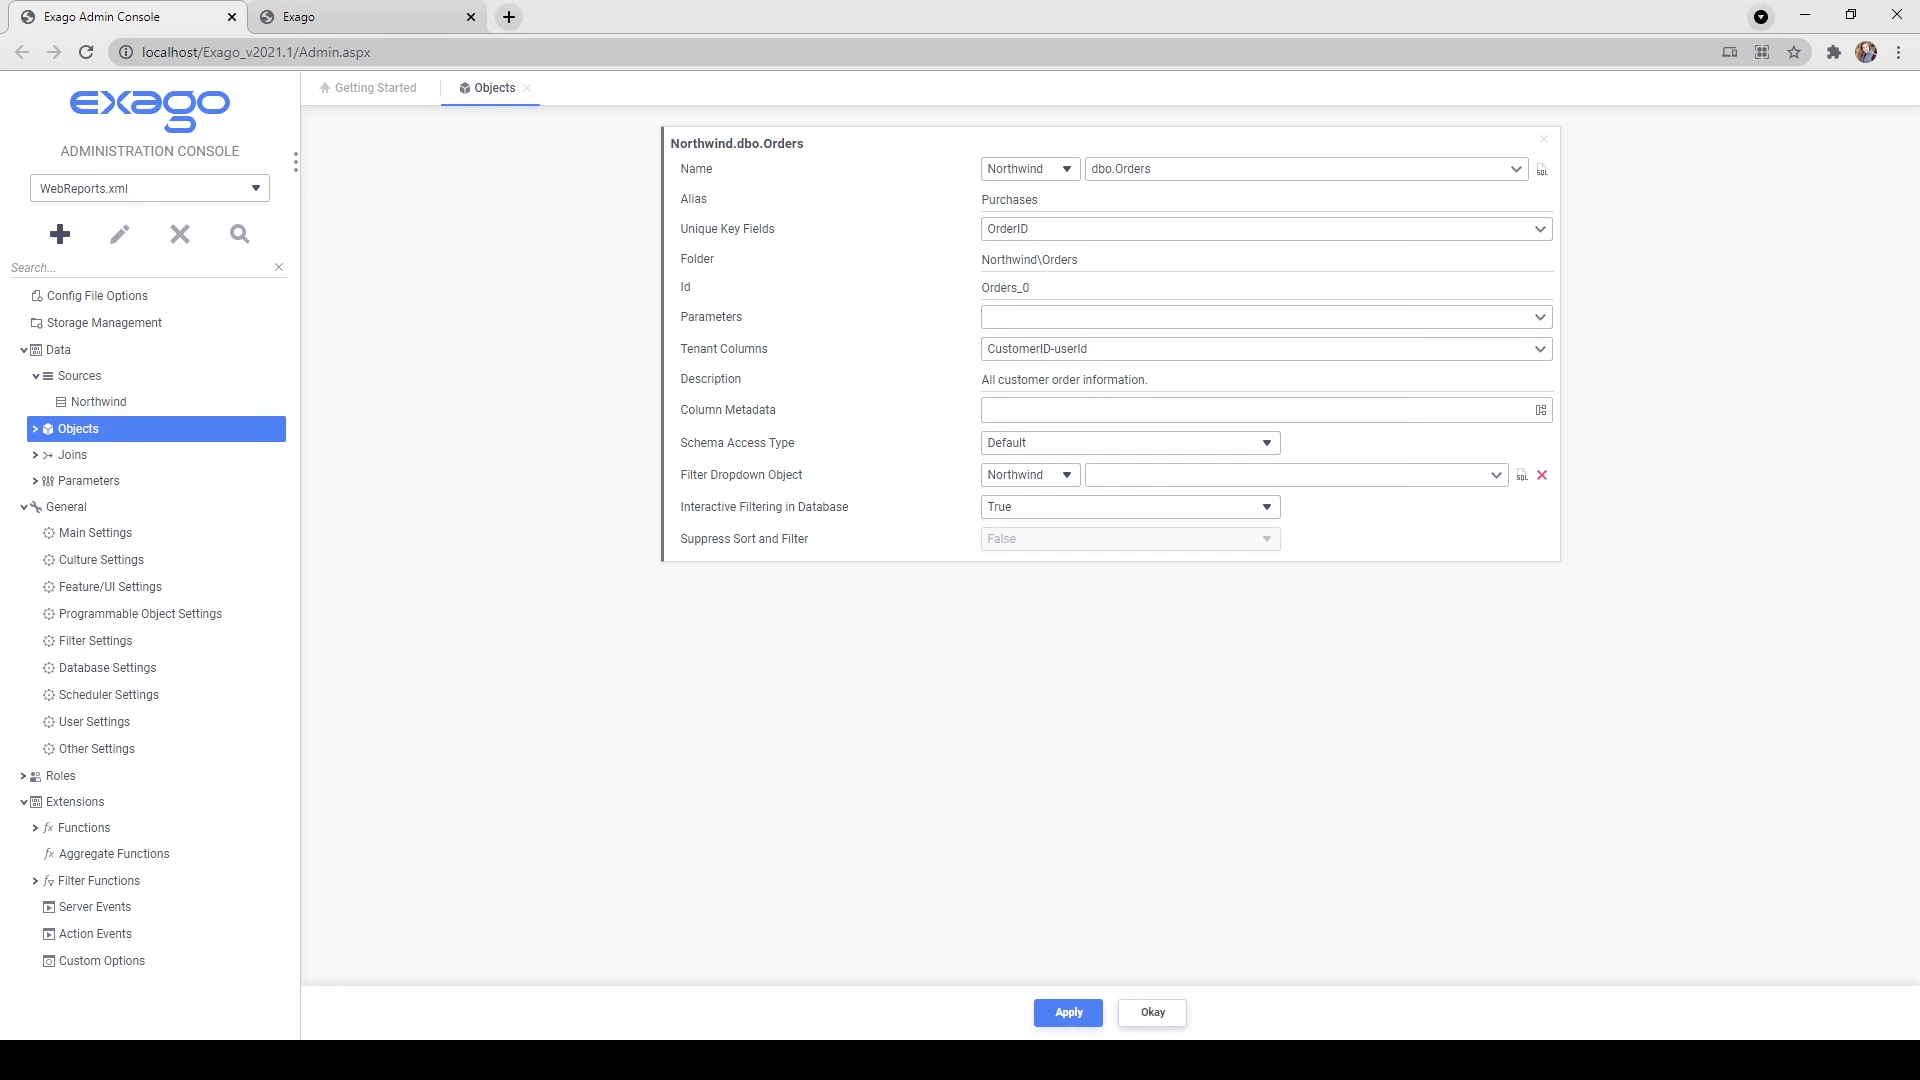 Exago Admin Console
Exago
localhost/Exago_v2021.1/Admin.aspx
exago
ADMINISTRATION CONSOLE
WebReports.xml
Search...
Config File Options
Storage Management
Data
Sources
Northwind
Objects
Joins
Parameters
General
Main Settings
Culture Settings
Feature/UI Settings
Programmable Object Settings
Filter Settings
Database Settings
Scheduler Settings
User Settings
Other Settings
Roles
Extensions
fx Functions
fx Aggregate Functions
Filter Functions
Server Events
Action Events
Custom Options
Getting Started
Objects
Northwind.dbo.Orders
Name Northwind dbo.Orders SQL
Alias Purchases
Unique Key Fields OrderID
Folder Northwind\Orders
Id Orders_0
Parameters
Tenant Columns CustomerID-userId
Description All customer order information.
Column Metadata
Schema Access Type Default
Filter Dropdown Object Northwind SQL
Interactive Filtering in Database True
Suppress Sort and Filter False
Apply Okay